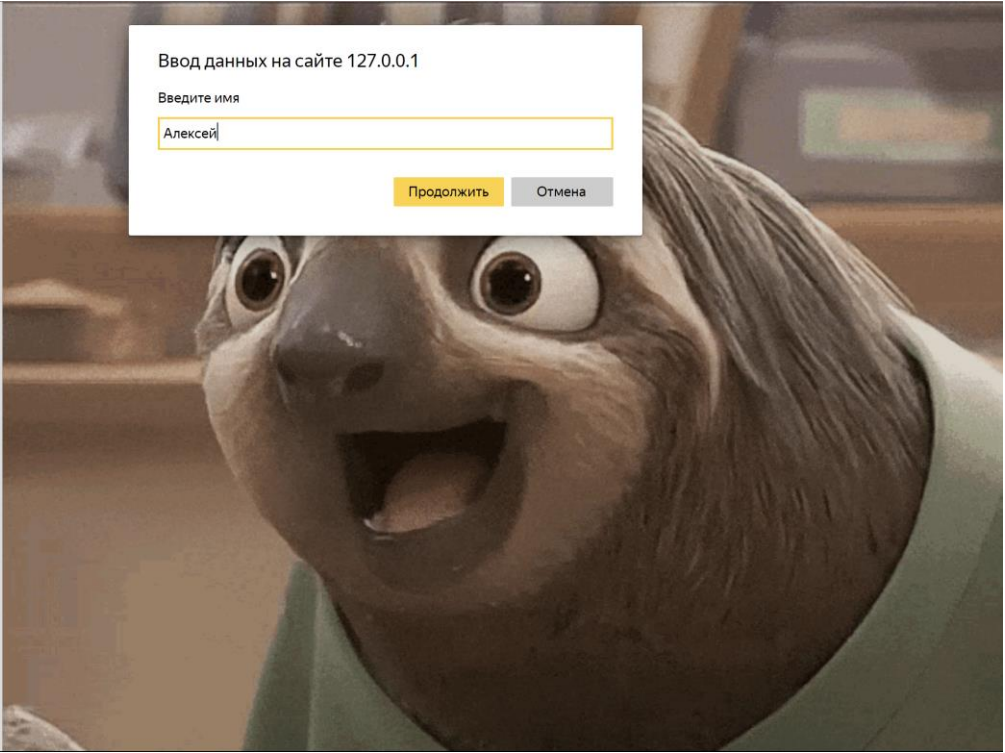 Ввод данных на сайте 127.0.0.1
Введите имя
Алексей
Продолжить Отмена